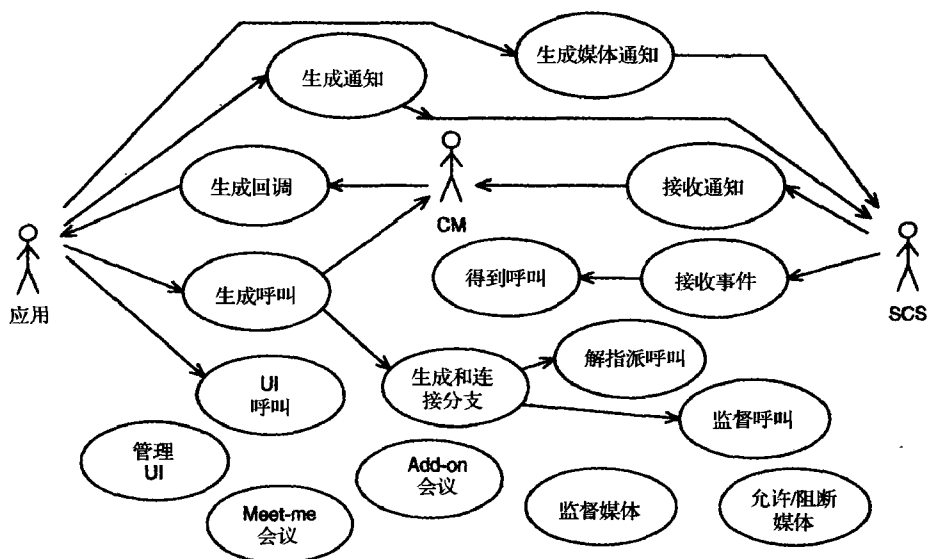 生成媒体通知
生成通知
生成回调
CM
接收通知
应用
生成呼叫
得到呼叫
接收事件
SCS
UI
呼叫
生成和连
接分支
解指派呼叫
监督呼叫
管理
UI
Add-on
会议
Meet-me
会议
监督媒体
允许/阻断
媒体